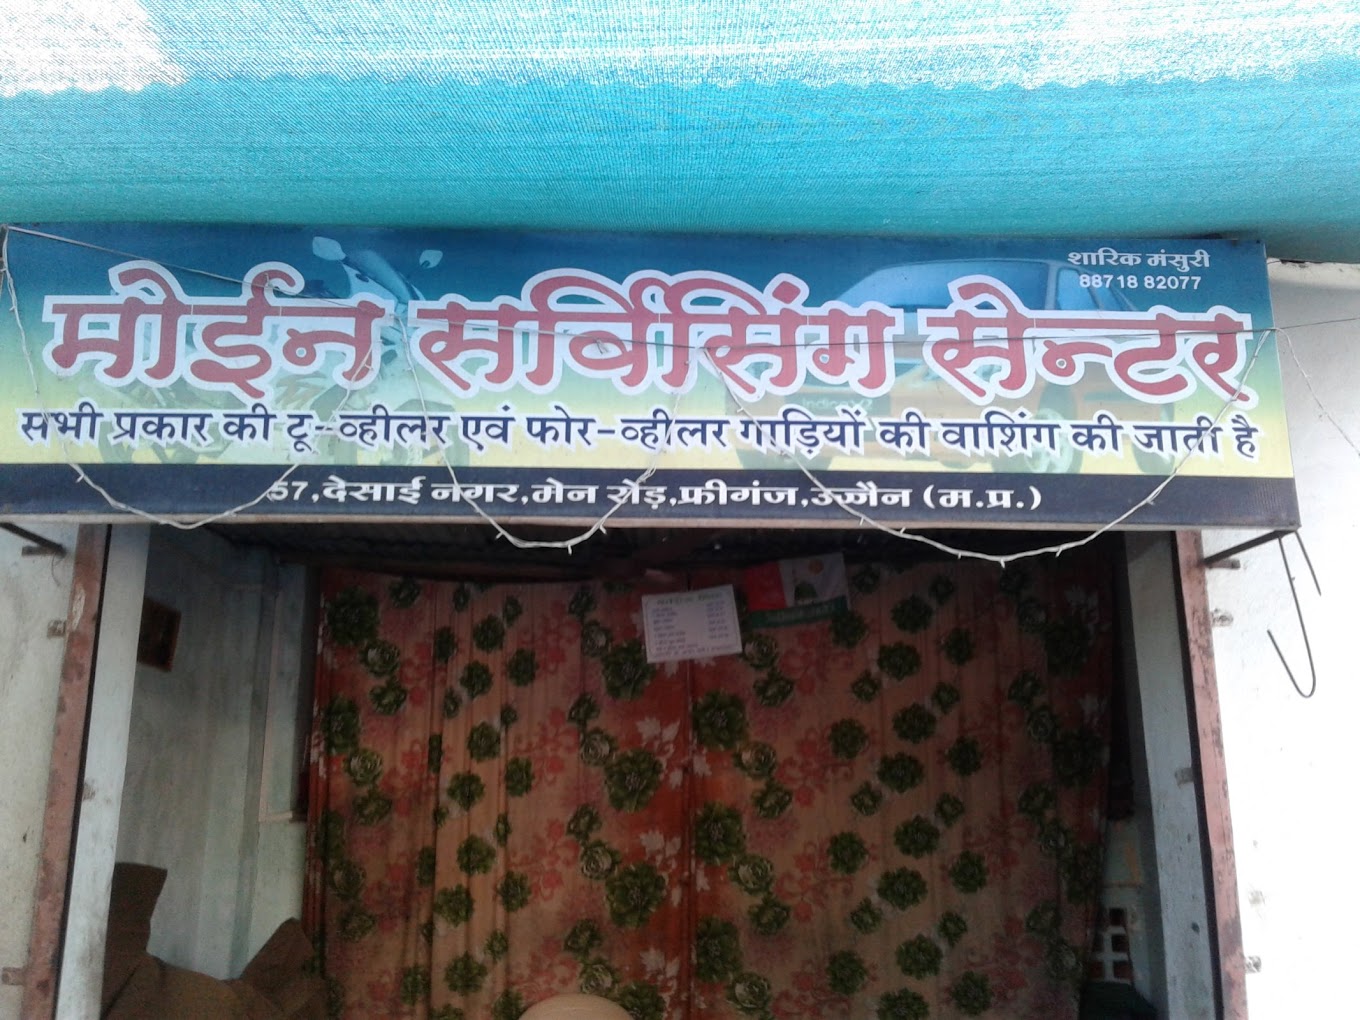 शारिक मंसुरी
88718 82077
मोईन सर्विसिंग सेन्टर
सभी प्रकार की टू-व्हीलर एवं फोर-व्हीलर गाड़ियों की वाशिंग की जाती है
57,देसाई नगर,मेन रोड़,फ्रीगंज,उज्जैन (म.प्र.)